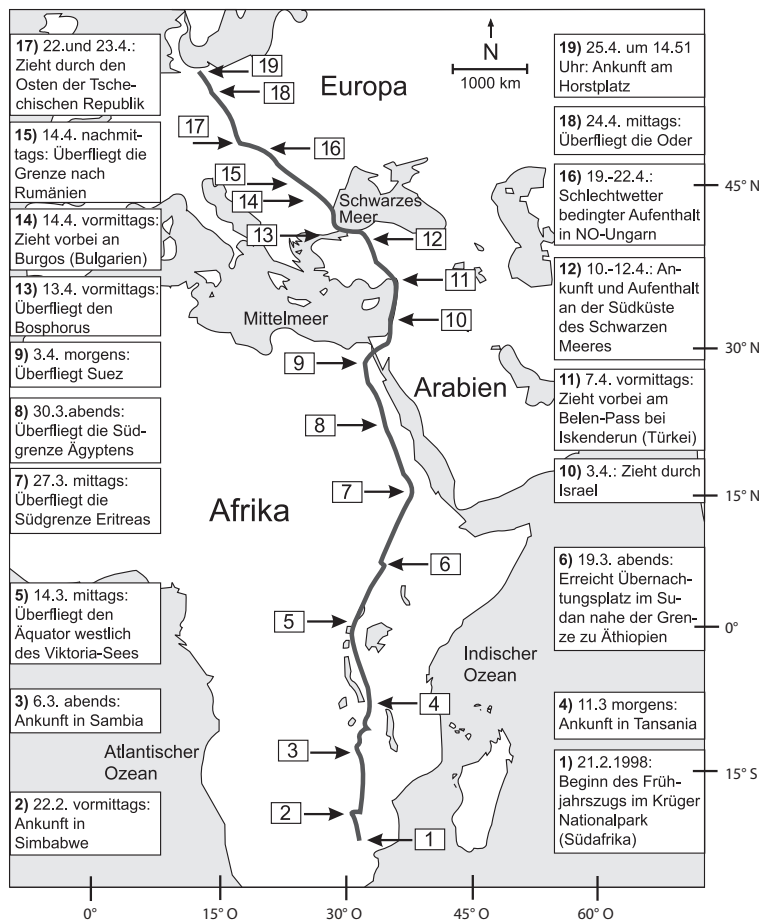 17) 22.und 23.4.:
Zieht durch den
Osten der Tsche-
chischen Republik
15) 14.4. nachmit-
tags: Überfliegt die
Grenze nach
Rumänien
14) 14.4. vormittags:
Zieht vorbei an
Burgos (Bulgarien)
13) 13.4. vormittags:
Überfliegt den
Bosphorus
9) 3.4. morgens:
Überfliegt Suez
8) 30.3.abends:
Überfliegt die Süd-
grenze Ägyptens
7) 27.3. mittags:
Überfliegt die
Südgrenze Eritreas
5) 14.3. mittags:
Überfliegt den
Äquator westlich
des Viktoria-Sees
3) 6.3. abends:
Ankunft in Sambia
2) 22.2. vormittags:
Ankunft in
Simbabwe
N
1000 km
Europa
19
18
17
16
15
14
Schwarzes
Meer
13
12
11
Mittelmeer
10
9
Arabien
8
7
Afrika
6
5
Indischer
Ozean
4
3
Atlantischer
Ozean
2
1
19) 25.4. um 14.51
Uhr: Ankunft am
Horstplatz
18) 24.4. mittags:
Überfliegt die Oder
16) 19.-22.4.:
Schlechtwetter
bedingter Aufenthalt
in NO-Ungarn
12) 10.-12.4.: An-
kunft und Aufenthalt
an der Südküste
des Schwarzen
Meeres
11) 7.4. vormittags:
Zieht vorbei am
Belen-Pass bei
Iskenderun (Türkei)
10) 3.4.: Zieht durch
Israel
6) 19.3. abends:
Erreicht Übernach-
tungsplatz im Su-
dan nahe der Gren-
ze zu Äthiopien
4) 11.3 morgens:
Ankunft in Tansania
1) 21.2.1998:
Beginn des Früh-
jahrszugs im Krüger
Nationalpark
(Südafrika)
45° N
30° N
15° N
0°
15° S
0°
15° O
30° O
45° O
60° O